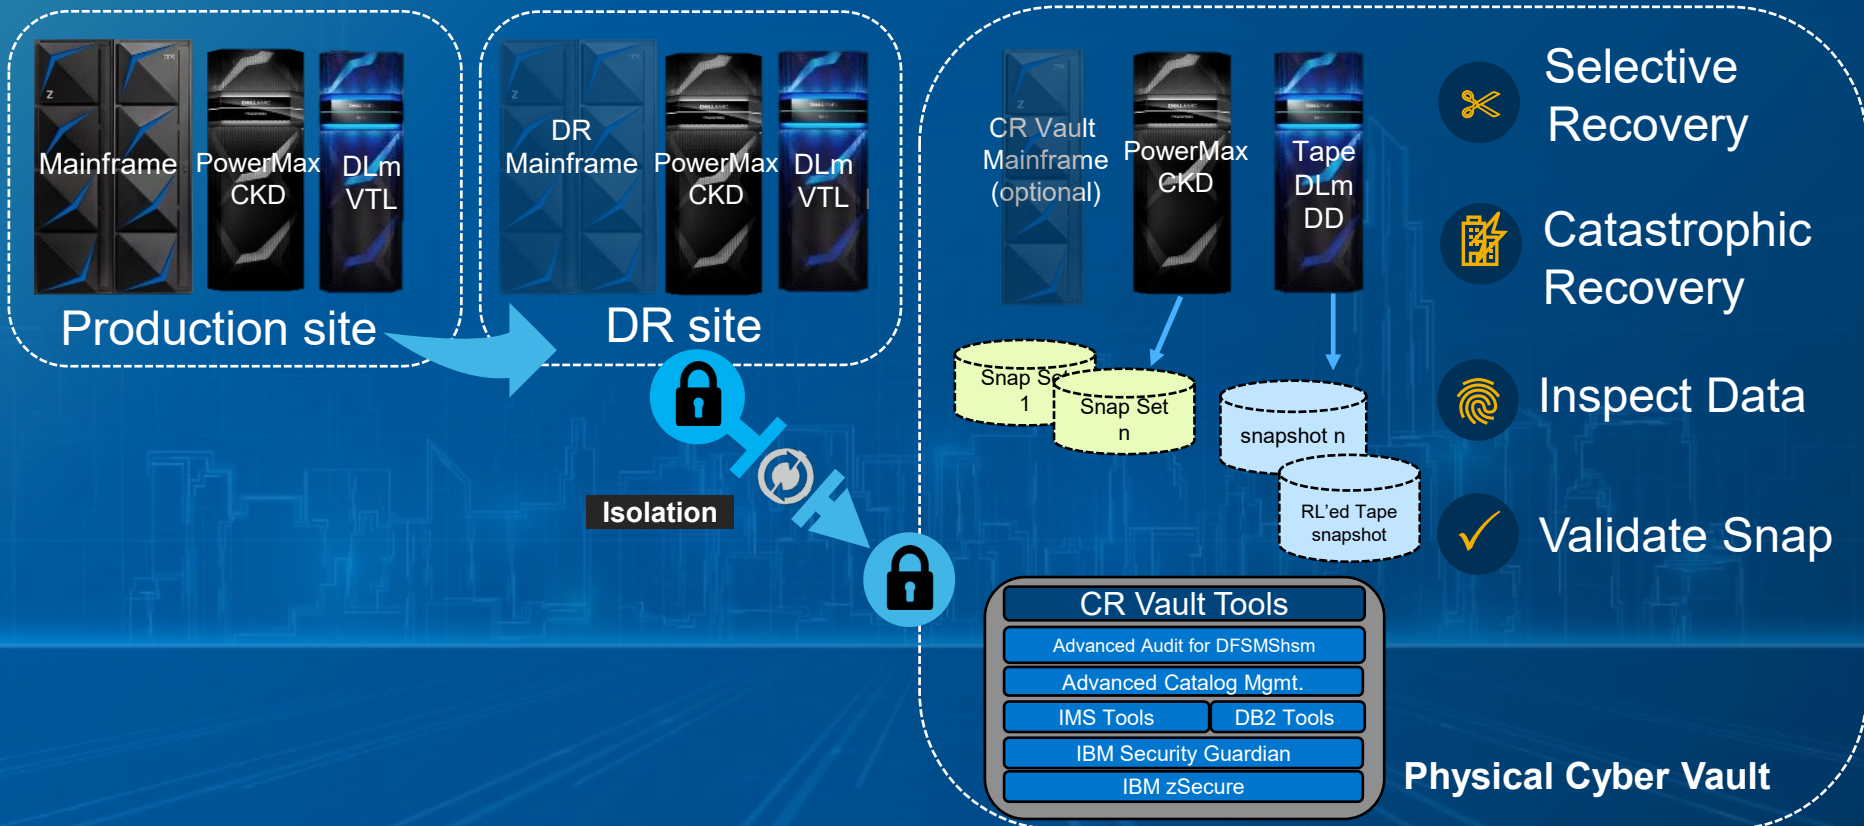 Mainframe
PowerMax
CKD
DLm
VTL
Production site
DR
Mainframe
PowerMax
CKD
DLm
VTL
DR site
Isolation
CR Vault
Mainframe
(optional)
PowerMax
CKD
Tape
DLm
DD
Snap Set
1
Snap Set
n
snapshot n
RL'ed Tape
snapshot
CR Vault Tools
Advanced Audit for DFSMShsm
Advanced Catalog Mgmt.
IMS Tools
DB2 Tools
IBM Security Guardian
IBM zSecure
Selective
Recovery
Catastrophic
Recovery
Inspect Data
Validate Snap
Physical Cyber Vault